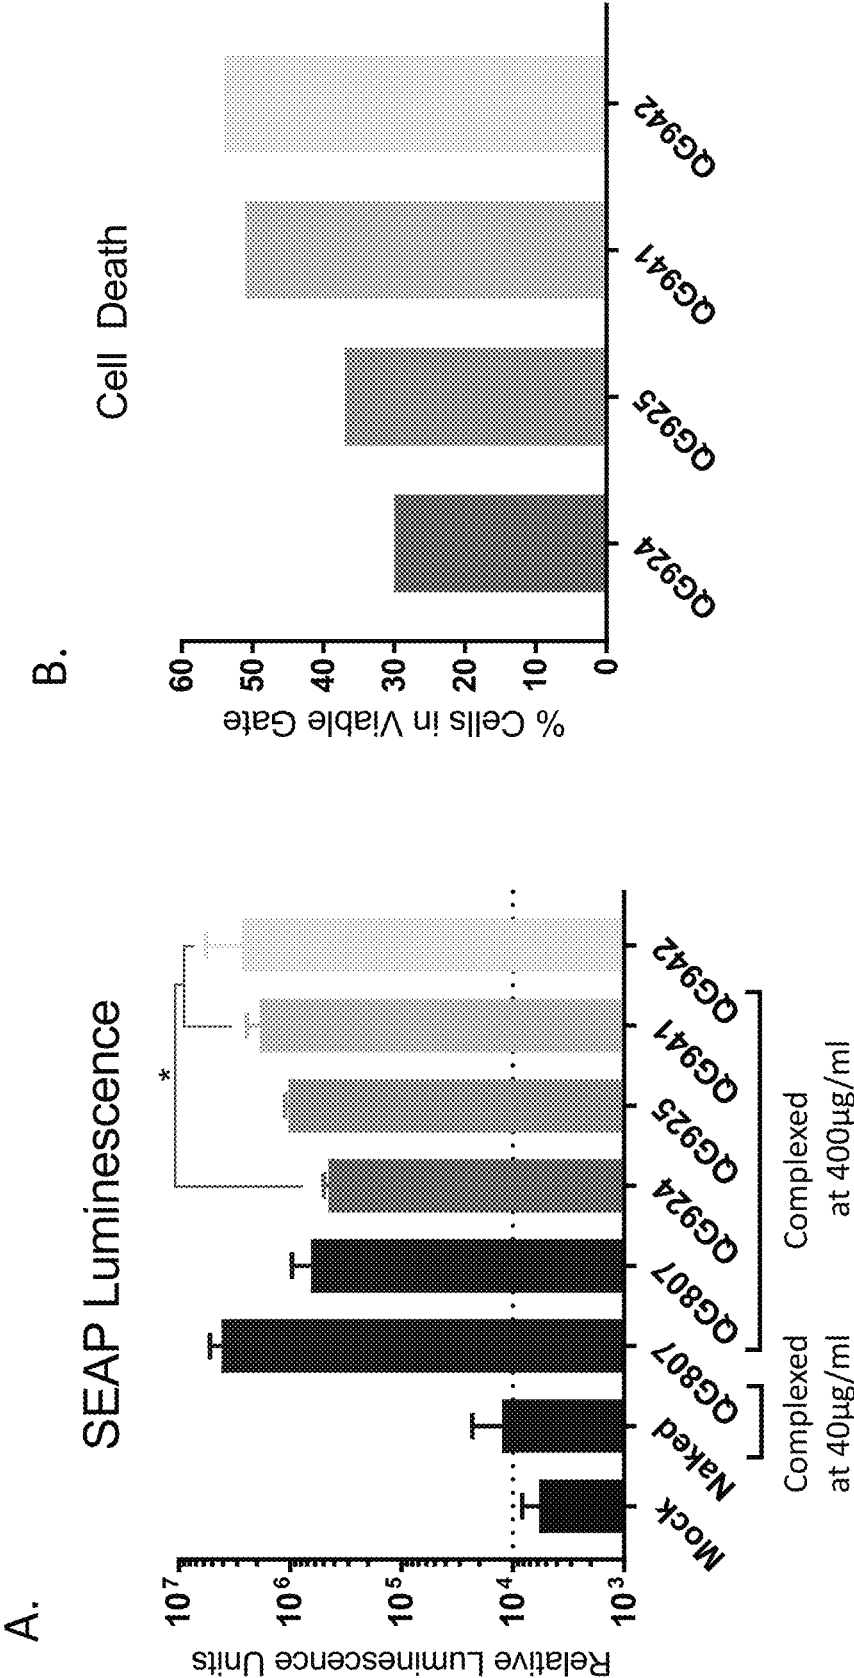 A.
SEAP Luminescence
Relative Luminescence Units
10⁷
10⁶
10⁵
10⁴
10³
*
Mock
Naked
QG807
QG807
QG924
QG925
QG941
QG942
Complexed
at 40µg/ml
Complexed
at 400µg/ml
B.
Cell Death
% Cells in Viable Gate
60
50
40
30
20
10
0
QG924
QG925
QG941
QG942